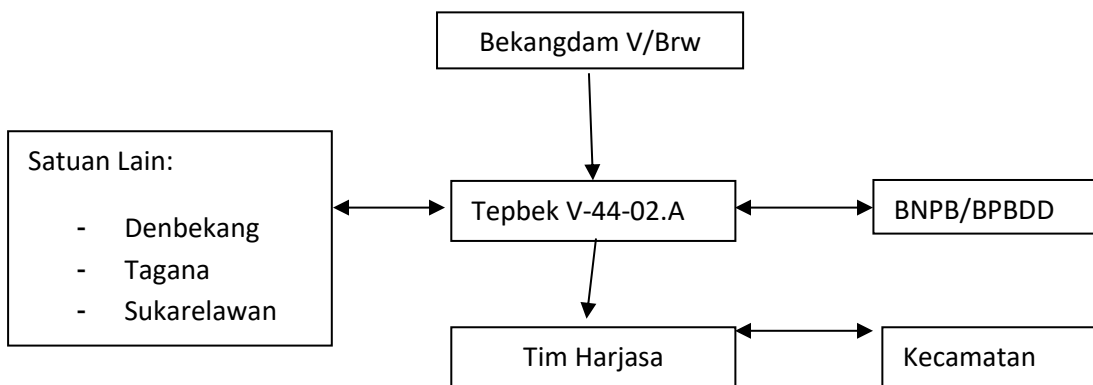 Bekangdam V/Brw
Satuan Lain:
- Denbekang
- Tagana
- Sukarelawan
Tepbek V-44-02.A
BNPB/BPBDD
Tim Harjasa
Kecamatan